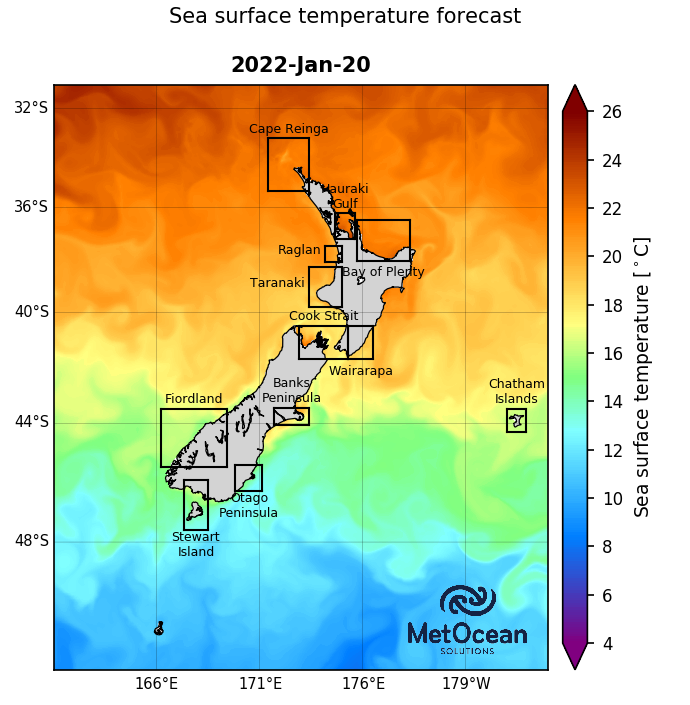 Sea surface temperature forecast
2022-Jan-20
32°S
36°S
40°S
44°S
48°S
Cape Reinga
Hauraki
Gulf
Raglan
Bay of Plenty
Taranaki
Cook Strait
Wairarapa
Banks
Peninsula
Fiordland
Chatham
Islands
Otago
Peninsula
Stewart
Island
MetOcean
SOLUTIONS
166°E
171°E
176°E
179°W
26
24
22
20
18
16
14
12
10
8
6
4
Sea surface temperature [°C]